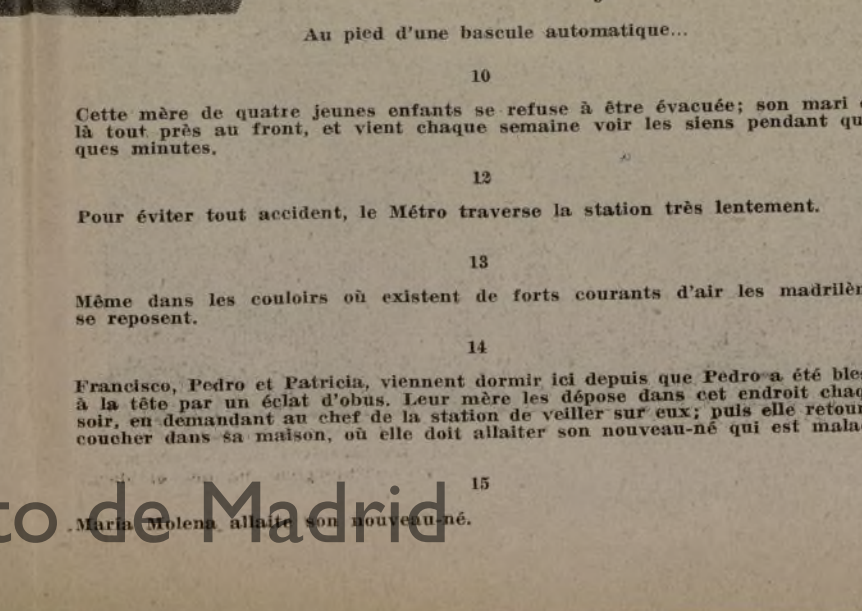 Au pied d'une bascule automatique...
10
Cette mère de quatre jeunes enfants se refuse à être évacuée; son mari
là tout près au front, et vient chaque semaine voir les siens pendant qu
ques minutes.
12
Pour éviter tout accident, le Métro traverse la station très lentement.
13
Même dans les couloirs où existent de forts courants d'air les madrilè
se reposent.
14
Francisco, Pedro et Patricia, viennent dormir ici depuis que Pedro a été ble
à la tête par un éclat d'obus. Leur mère les dépose dans cet endroit chaq
soir, en demandant au chef de la station de veiller sur eux; puis elle retour
coucher dans sa maison, où elle doit allaiter son nouveau-né qui est mala
15
to de Madrid
Maria Molena allaite son nouveau-né.